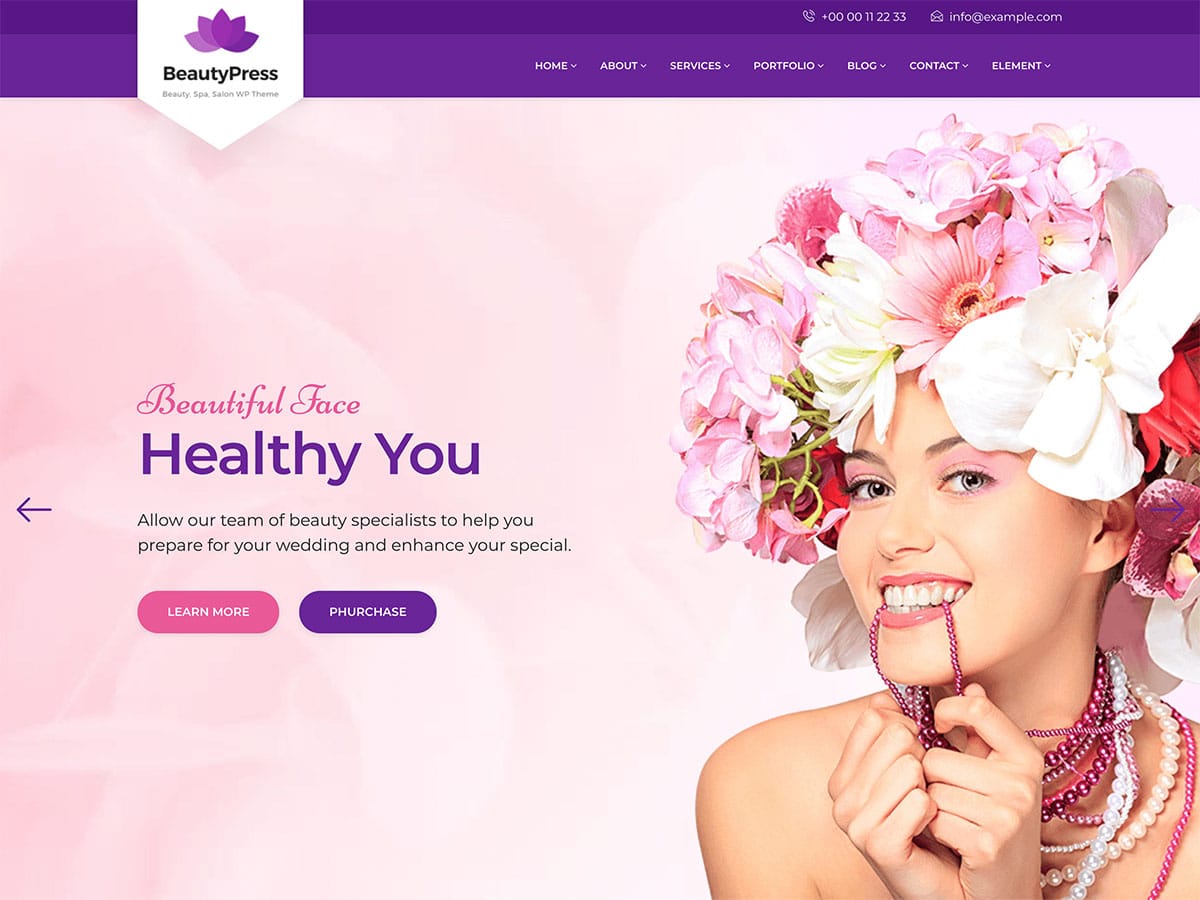 +00 00 11 22 33 info@example.com
BeautyPress
Beauty, Spa, Salon WP Theme
HOME ABOUT SERVICES PORTFOLIO BLOG CONTACT ELEMENT
Beautiful Face
Healthy You
Allow our team of beauty specialists to help you
prepare for your wedding and enhance your special.
LEARN MORE PHURCHASE